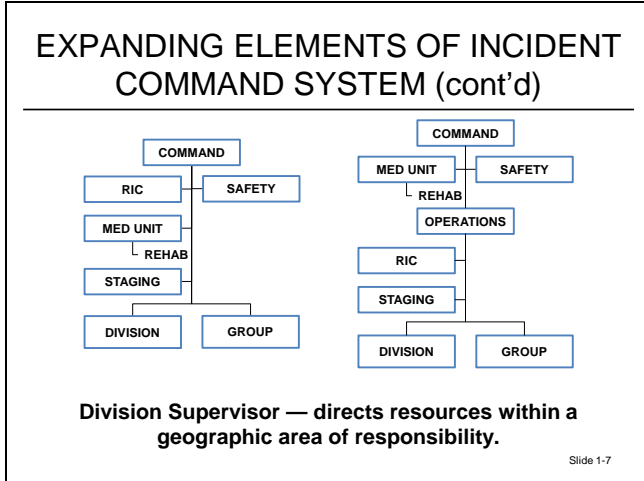 EXPANDING ELEMENTS OF INCIDENT
COMMAND SYSTEM (cont'd)
COMMAND
RIC
SAFETY
MED UNIT
REHAB
STAGING
DIVISION
GROUP
COMMAND
MED UNIT
SAFETY
REHAB
OPERATIONS
RIC
STAGING
DIVISION
GROUP
Division Supervisor — directs resources within a
geographic area of responsibility.
Slide 1-7